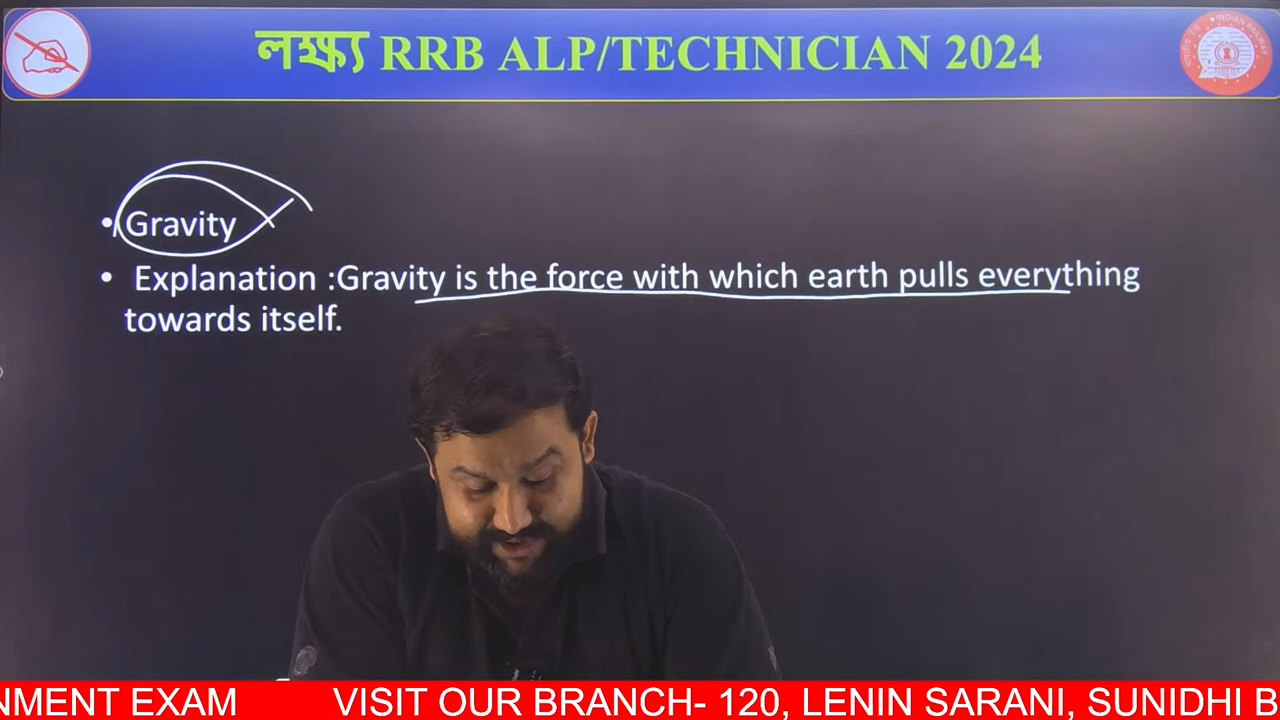 লক্ষ্য RRB ALP/TECHNICIAN 2024
• Gravity
• Explanation :Gravity is the force with which earth pulls everything
towards itself.
NMENT EXAM VISIT OUR BRANCH- 120, LENIN SARANI, SUNIDHI B